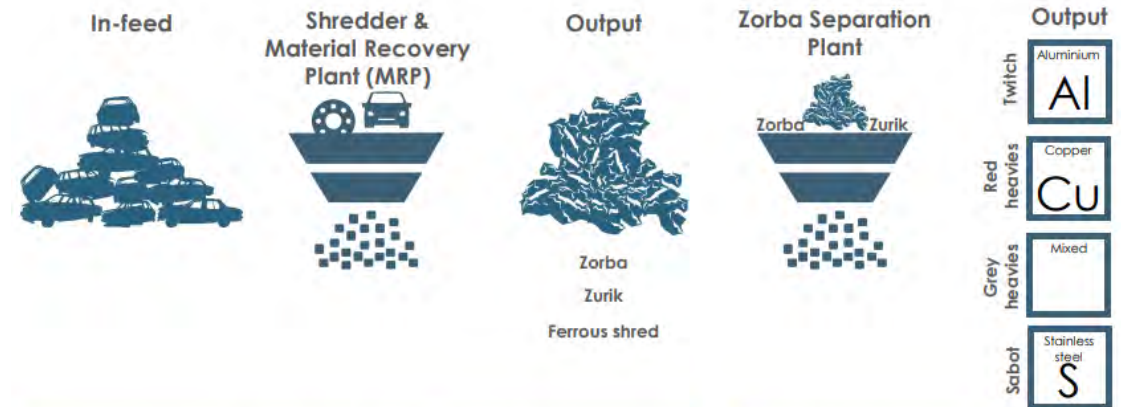 In-feed
Shredder &
Material Recovery
Plant (MRP)
Output
Zorba
Zurik
Ferrous shred
Zorba Separation
Plant
Zorba
Zurik
Output
Twitch
Aluminium
Al
Red
heavies
Copper
Cu
Grey
heavies
Mixed
Sabot
Stainless
steel
S